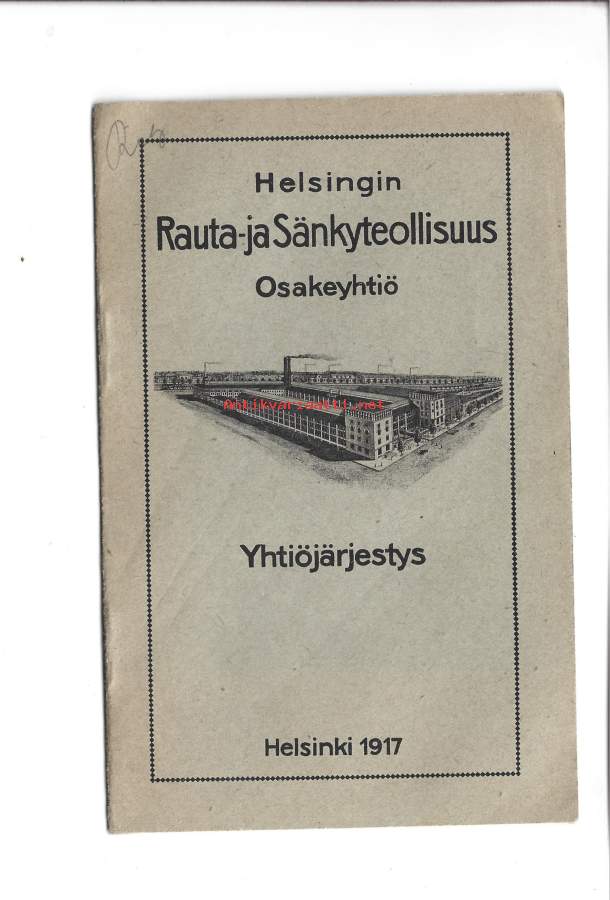 Helsingin
Rauta-ja Sänkyteollisuus
Osakeyhtiö
Antikvariaatti.net
Yhtiöjärjestys
Helsinki 1917